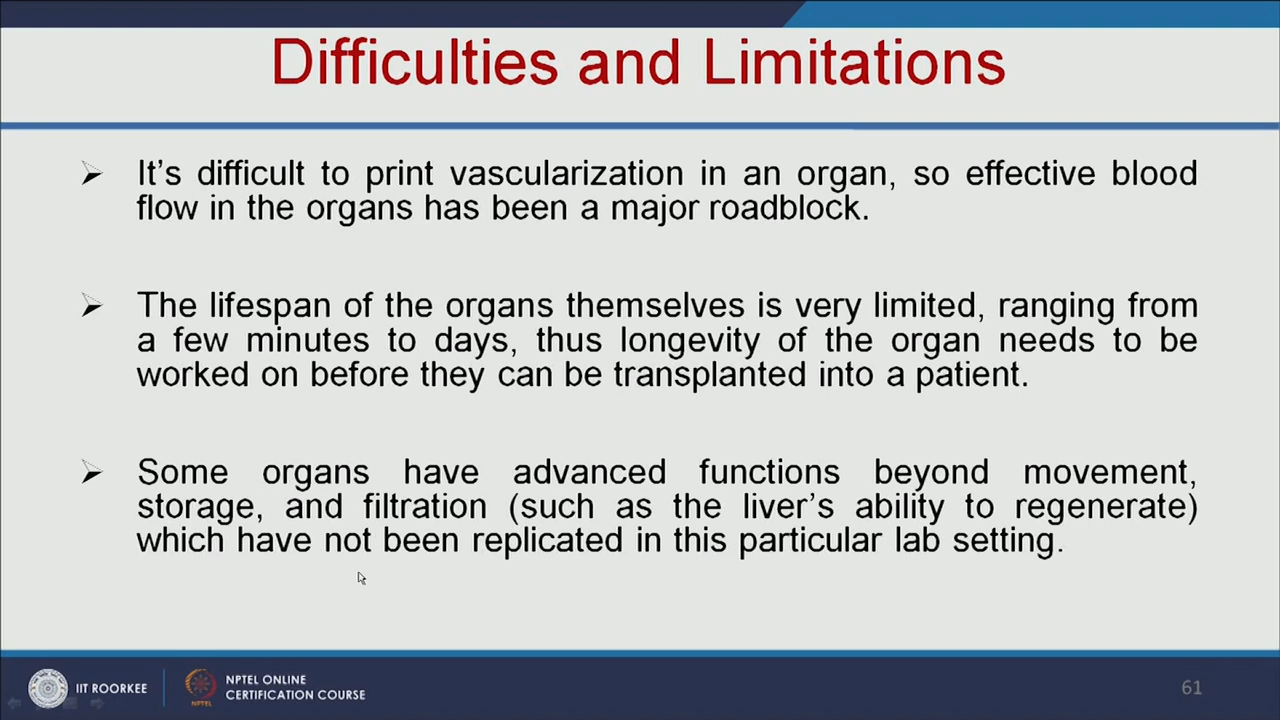 Difficulties and Limitations
➢ It's difficult to print vascularization in an organ, so effective blood
flow in the organs has been a major roadblock.
➢ The lifespan of the organs themselves is very limited, ranging from
a few minutes to days, thus longevity of the organ needs to be
worked on before they can be transplanted into a patient.
➢ Some organs have advanced functions beyond movement,
storage, and filtration (such as the liver's ability to regenerate)
which have not been replicated in this particular lab setting.
IIT ROORKEE
NPTEL
NPTEL ONLINE
CERTIFICATION COURSE
61